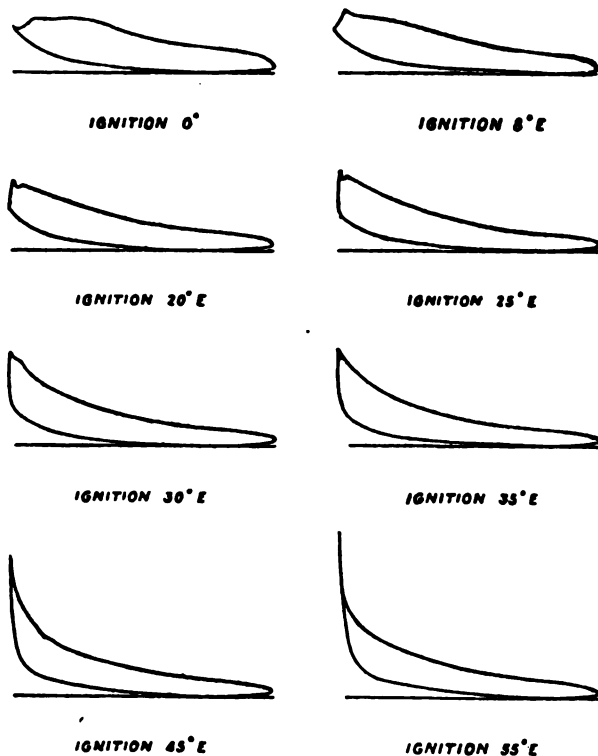 IGNITION 0°
IGNITION 8° E
IGNITION 20° E
IGNITION 25° E
IGNITION 30° E
IGNITION 35° E
IGNITION 45° E
IGNITION 55° E